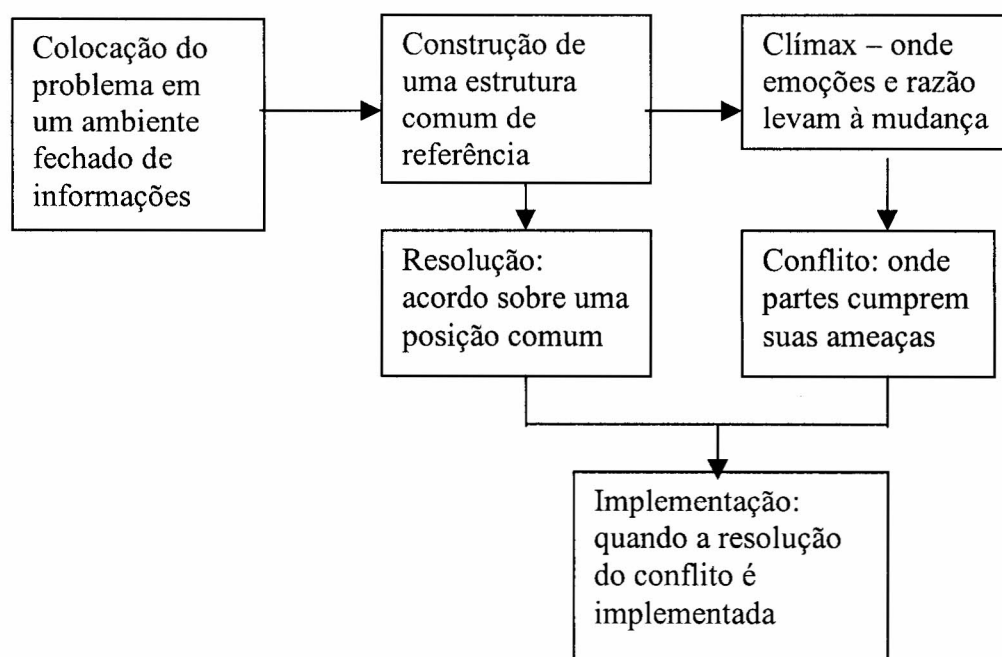 Colocação do
problema em
um ambiente
fechado de
informações
Construção de
uma estrutura
comum de
referência
Clímax – onde
emoções e razão
levam à mudança
Resolução:
acordo sobre uma
posição comum
Conflito: onde
partes cumprem
suas ameaças
Implementação:
quando a resolução
do conflito é
implementada